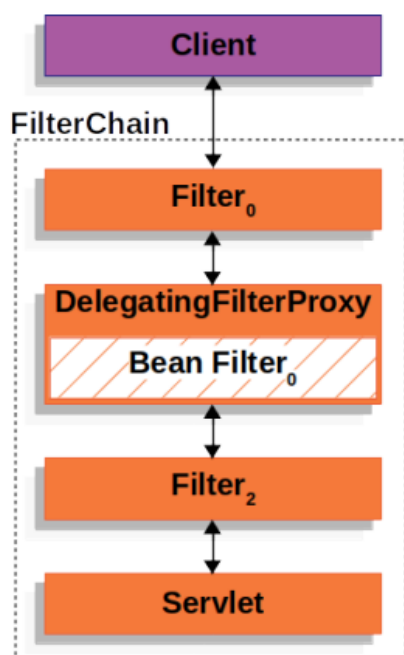 Client
FilterChain
Filter₀
DelegatingFilterProxy
Bean Filter₀
Filter₂
Servlet